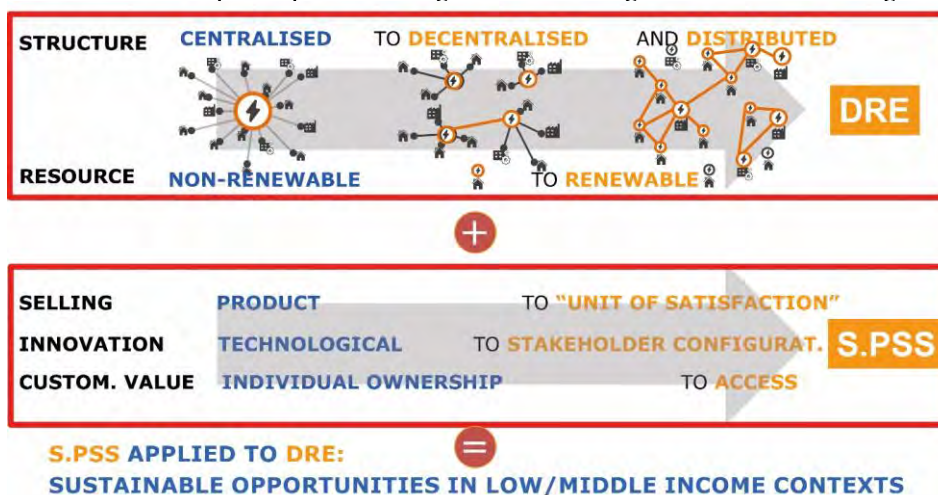 STRUCTURE CENTRALISED TO DECENTRALISED AND DISTRIBUTED
DRE
RESOURCE NON-RENEWABLE TO RENEWABLE
+
SELLING PRODUCT TO “UNIT OF SATISFACTION”
INNOVATION TECHNOLOGICAL TO STAKEHOLDER CONFIGURAT. S.PSS
CUSTOM. VALUE INDIVIDUAL OWNERSHIP TO ACCESS
=
S.PSS APPLIED TO DRE:
SUSTAINABLE OPPORTUNITIES IN LOW/MIDDLE INCOME CONTEXTS